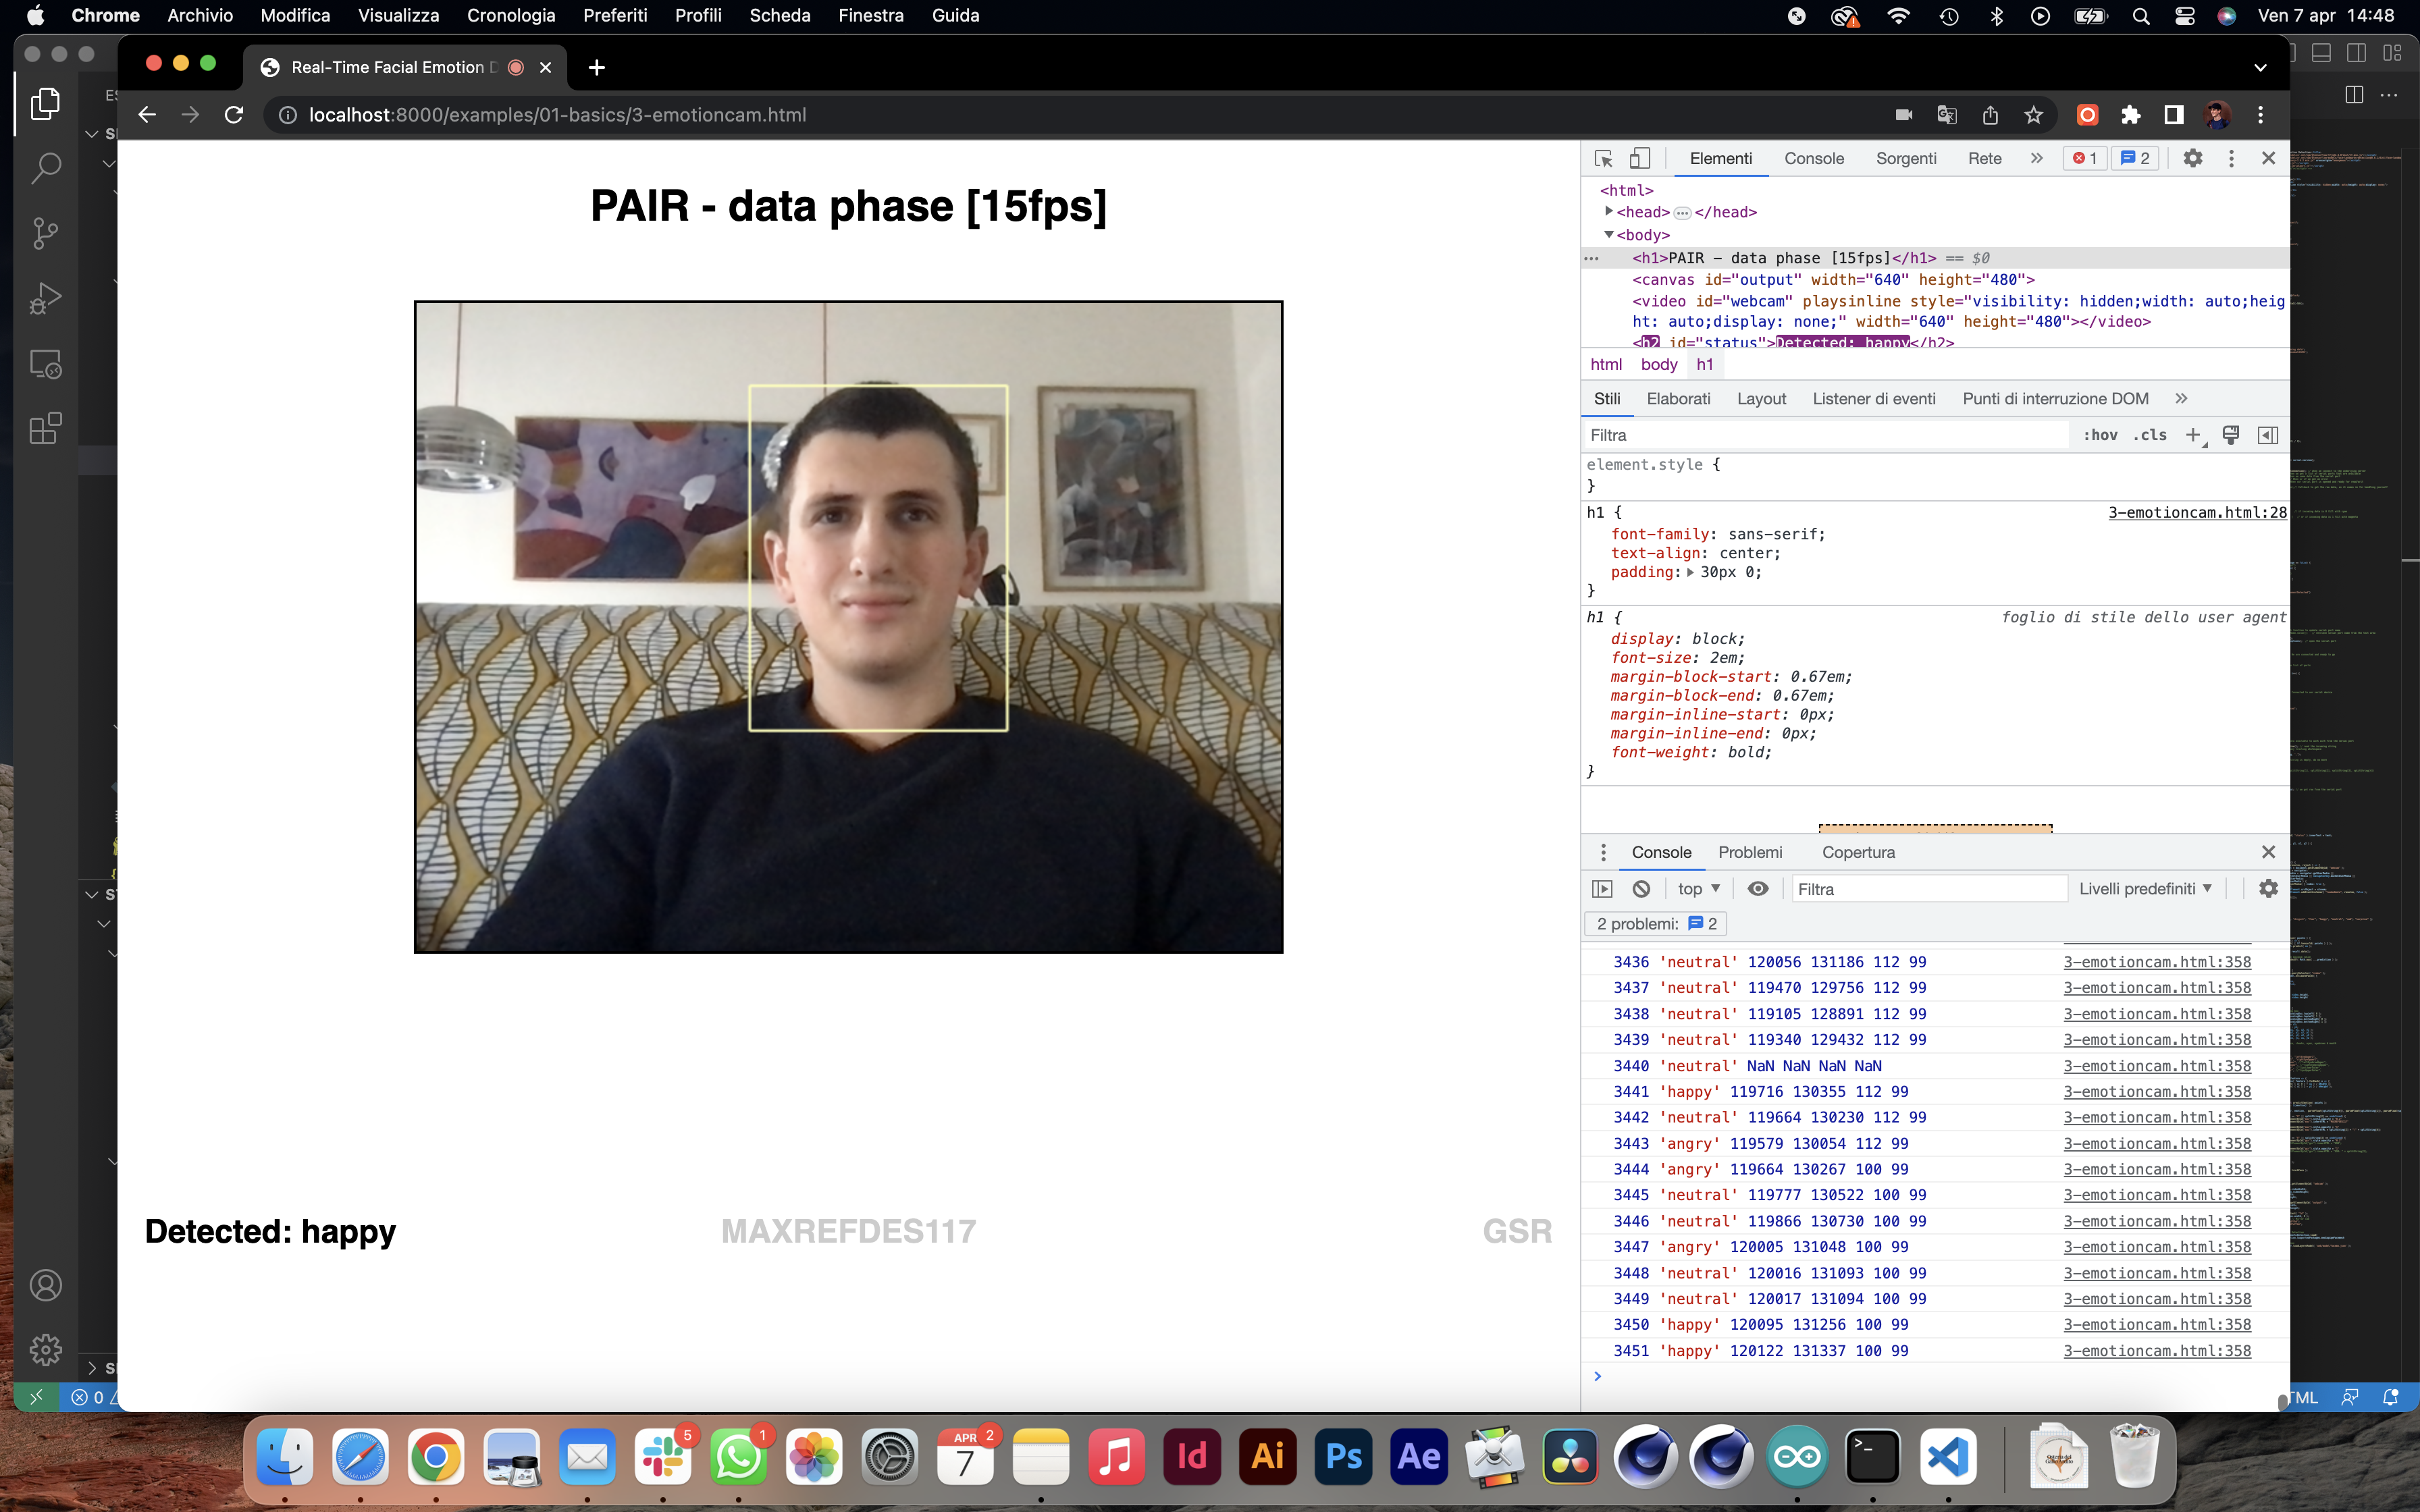 Chrome Archivio Modifica Visualizza Cronologia Preferiti Profili Scheda Finestra Guida Ven 7 apr 14:48
Real-Time Facial Emotion D
localhost:8000/examples/01-basics/3-emotioncam.html
PAIR - data phase [15fps]
Detected: happy MAXREFDES117 GSR
Elementi Console Sorgenti Rete 1 2
<html>
<head> ··· </head>
<body>
··· <h1>PAIR – data phase [15fps]</h1> == $0
<canvas id="output" width="640" height="480">
<video id="webcam" playsinline style="visibility: hidden;width: auto;heig
ht: auto;display: none;" width="640" height="480"></video>
<h2 id="status">Detected: happy</h2>
html body h1
Stili Elaborati Layout Listener di eventi Punti di interruzione DOM
Filtra :hov .cls
element.style {
}
h1 { 3-emotioncam.html:28
font-family: sans-serif;
text-align: center;
padding: 30px 0;
}
h1 { foglio di stile dello user agent
display: block;
font-size: 2em;
margin-block-start: 0.67em;
margin-block-end: 0.67em;
margin-inline-start: 0px;
margin-inline-end: 0px;
font-weight: bold;
}
Console Problemi Copertura
top Filtra Livelli predefiniti
2 problemi: 2
3436 'neutral' 120056 131186 112 99 3-emotioncam.html:358
3437 'neutral' 119470 129756 112 99 3-emotioncam.html:358
3438 'neutral' 119105 128891 112 99 3-emotioncam.html:358
3439 'neutral' 119340 129432 112 99 3-emotioncam.html:358
3440 'neutral' NaN NaN NaN NaN 3-emotioncam.html:358
3441 'happy' 119716 130355 112 99 3-emotioncam.html:358
3442 'neutral' 119664 130230 112 99 3-emotioncam.html:358
3443 'angry' 119579 130054 112 99 3-emotioncam.html:358
3444 'angry' 119664 130267 100 99 3-emotioncam.html:358
3445 'neutral' 119777 130522 100 99 3-emotioncam.html:358
3446 'neutral' 119866 130730 100 99 3-emotioncam.html:358
3447 'angry' 120005 131048 100 99 3-emotioncam.html:358
3448 'neutral' 120016 131093 100 99 3-emotioncam.html:358
3449 'neutral' 120017 131094 100 99 3-emotioncam.html:358
3450 'happy' 120095 131256 100 99 3-emotioncam.html:358
3451 'happy' 120122 131337 100 99 3-emotioncam.html:358
>
0 TML
5 1 APR 7 2 Id Ai Ps Ae >_